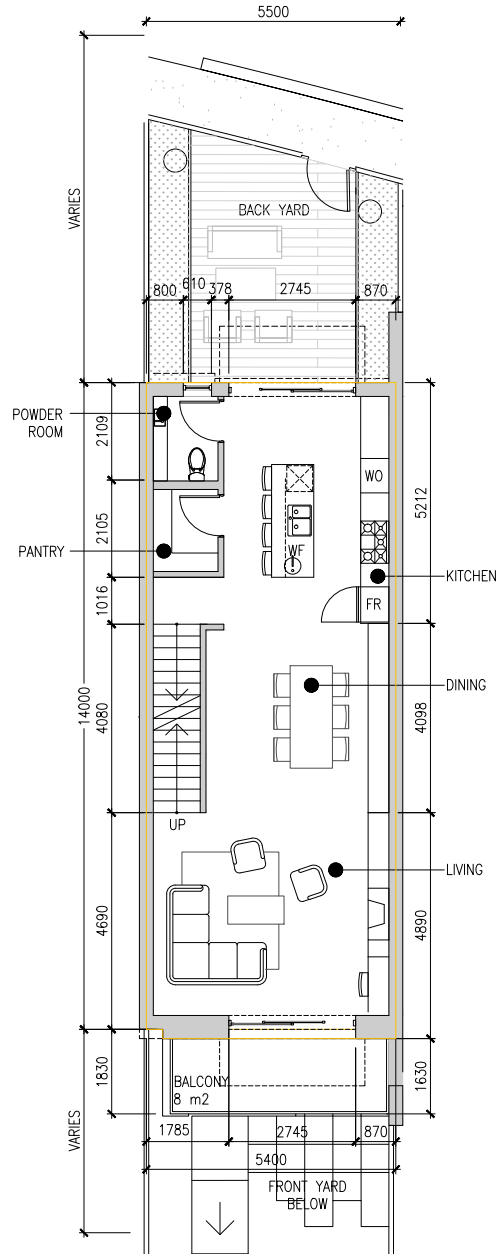 5500
VARIES
BACK YARD
800
610
378
2745
870
POWDER
ROOM
2109
WO
5212
PANTRY
2105
WF
KITCHEN
1016
FR
14000
4080
DINING
4098
UP
LIVING
4690
4890
1830
BALCONY
8 m2
1630
VARIES
1785
2745
870
5400
FRONT YARD
BELOW